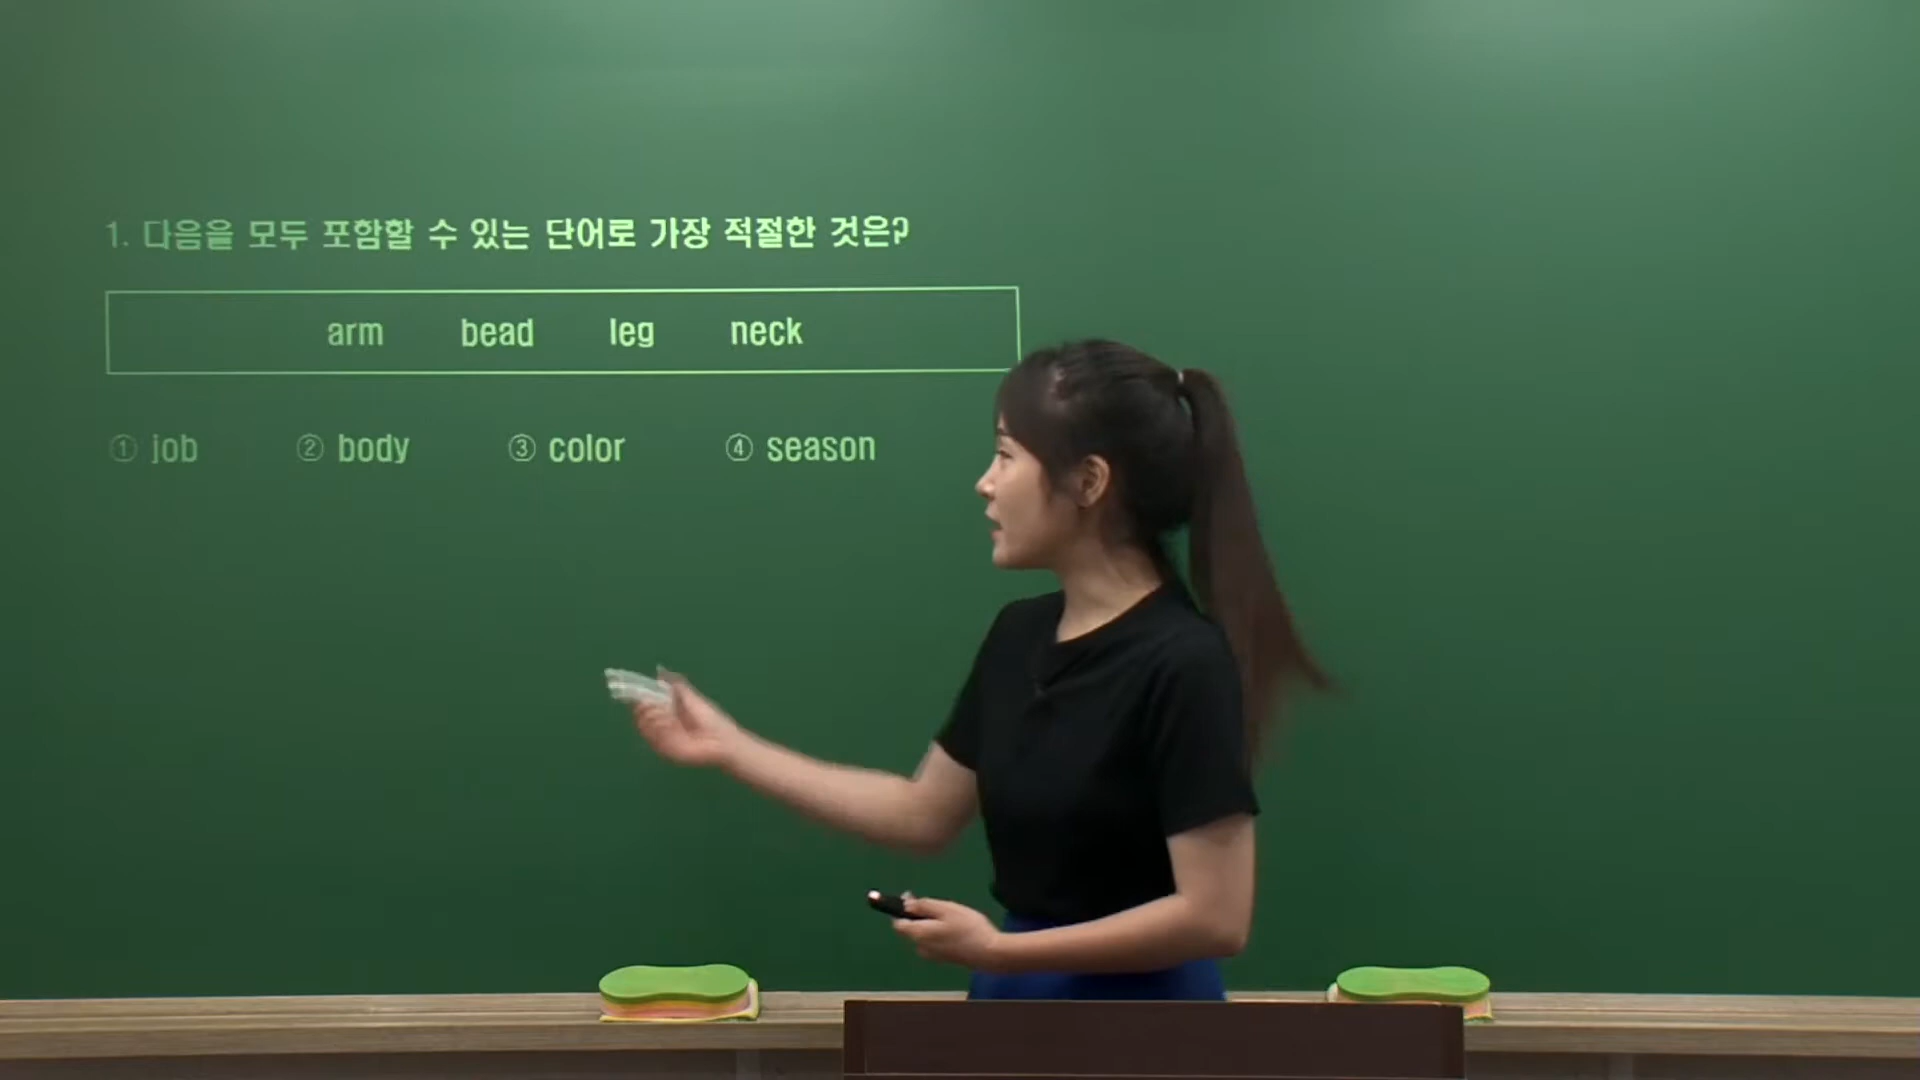 1. 다음을 모두 포함할 수 있는 단어로 가장 적절한 것은?
arm bead leg neck
① job ② body ③ color ④ season